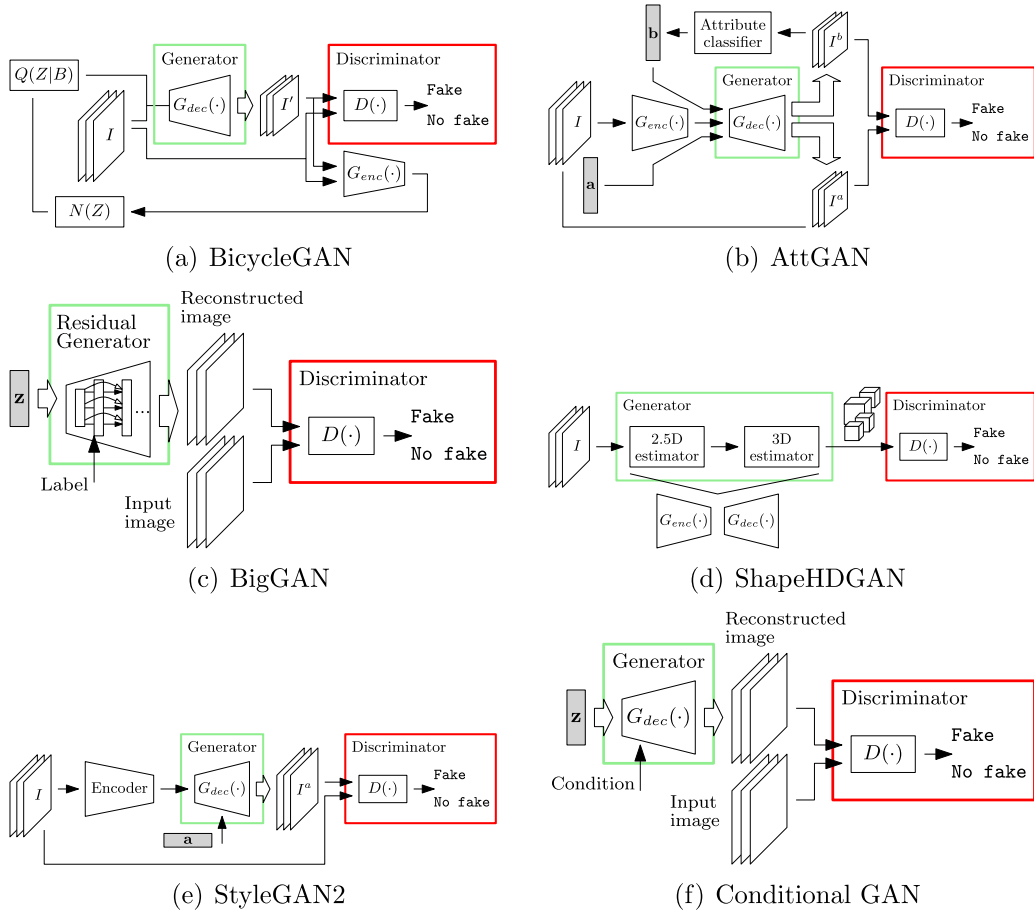 Generator
Discriminator
Q(Z|B)
G_dec(·)
I
I'
D(·)
Fake
No fake
G_enc(·)
N(Z)
(a) BicycleGAN
b
Attribute
classifier
I^b
Generator
Discriminator
I
G_enc(·)
G_dec(·)
D(·)
Fake
No fake
a
I^a
(b) AttGAN
Reconstructed
image
Residual
Generator
Discriminator
z
...
D(·)
Fake
No fake
Label
Input
image
(c) BigGAN
Generator
Discriminator
I
2.5D
estimator
3D
estimator
D(·)
Fake
No fake
G_enc(·)
G_dec(·)
(d) ShapeHDGAN
Generator
Discriminator
I
Encoder
G_dec(·)
I^a
D(·)
Fake
No fake
a
(e) StyleGAN2
Reconstructed
image
Generator
Discriminator
z
G_dec(·)
D(·)
Fake
No fake
Condition
Input
image
(f) Conditional GAN